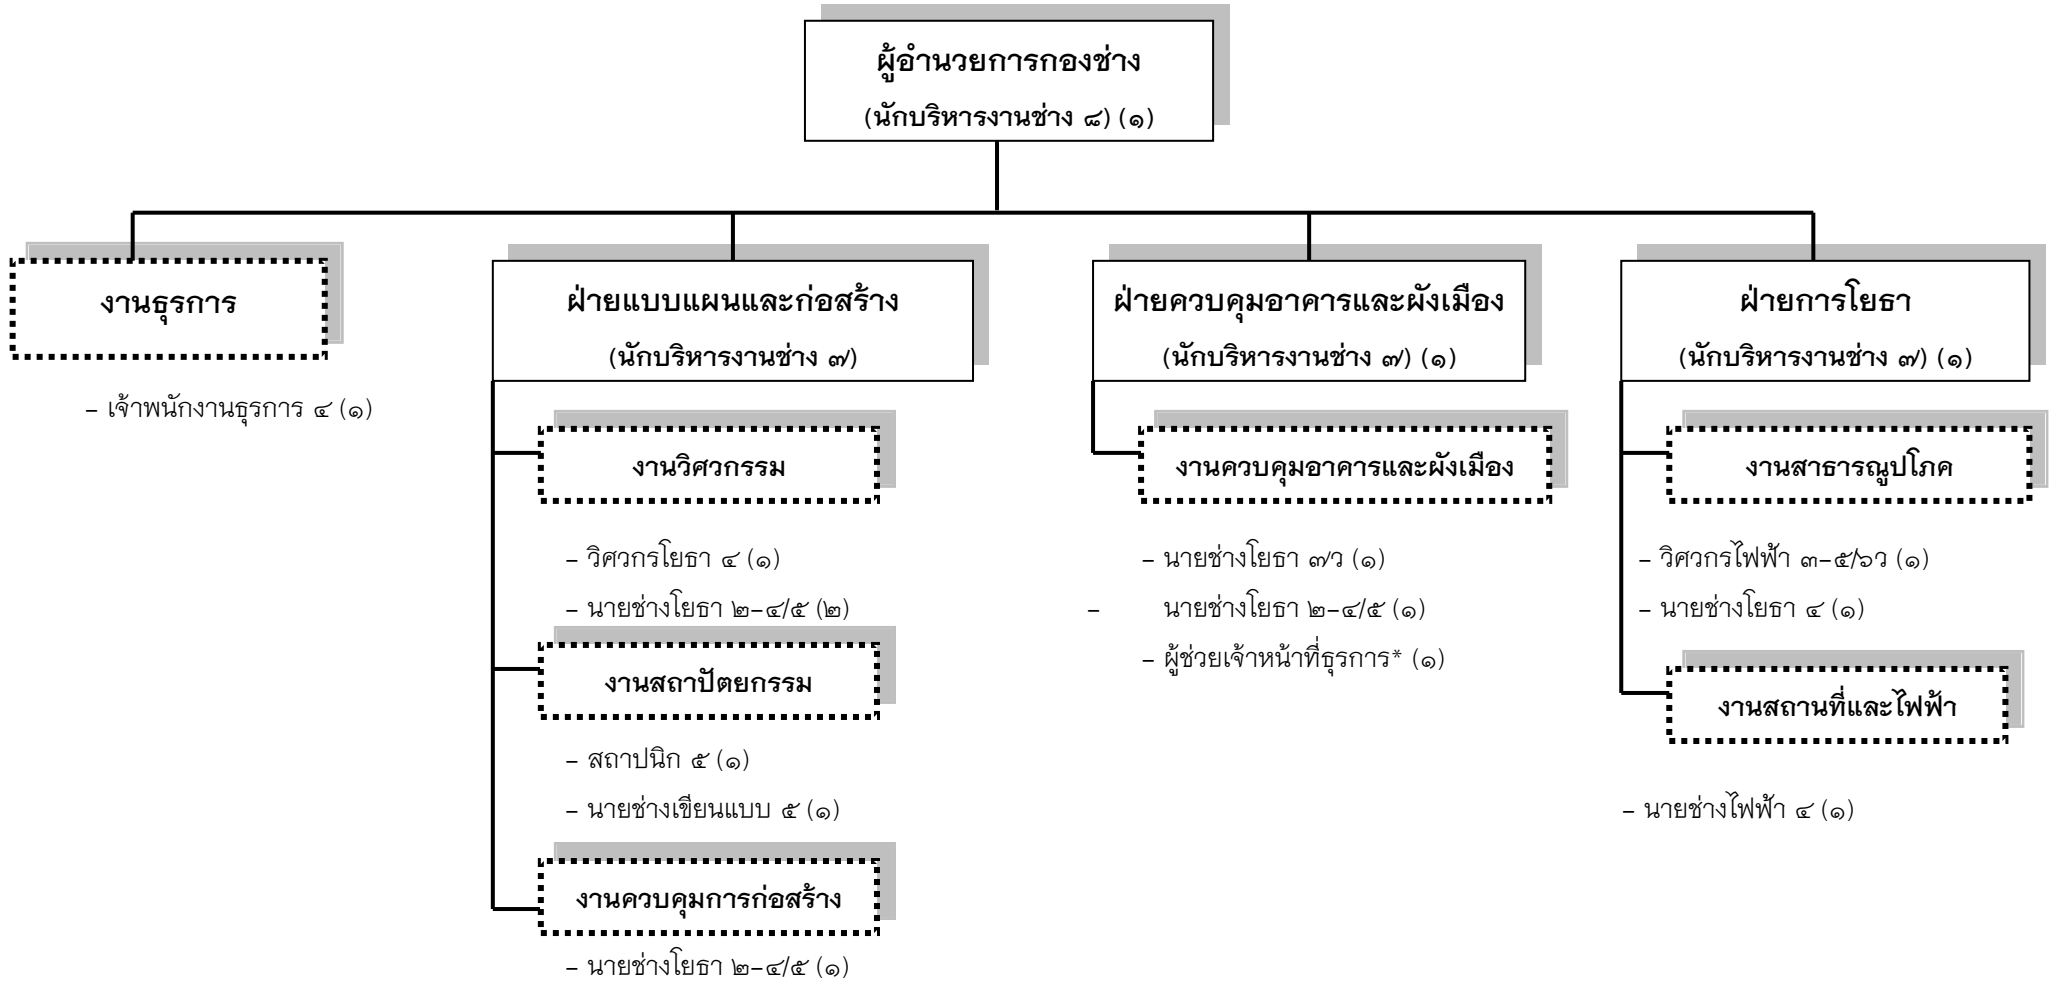 ผู้อำนวยการกองช่าง
(นักบริหารงานช่าง ๘) (๑)
งานธุรการ
– เจ้าพนักงานธุรการ ๔ (๑)
ฝ่ายแบบแผนและก่อสร้าง
(นักบริหารงานช่าง ๗)
งานวิศวกรรม
– วิศวกรโยธา ๔ (๑)
– นายช่างโยธา ๒–๔/๕ (๒)
งานสถาปัตยกรรม
– สถาปนิก ๕ (๑)
– นายช่างเขียนแบบ ๕ (๑)
งานควบคุมการก่อสร้าง
– นายช่างโยธา ๒–๔/๕ (๑)
ฝ่ายควบคุมอาคารและผังเมือง
(นักบริหารงานช่าง ๗) (๑)
งานควบคุมอาคารและผังเมือง
– นายช่างโยธา ๗ว (๑)
– นายช่างโยธา ๒–๔/๕ (๑)
– ผู้ช่วยเจ้าหน้าที่ธุรการ* (๑)
ฝ่ายการโยธา
(นักบริหารงานช่าง ๗) (๑)
งานสาธารณูปโภค
– วิศวกรไฟฟ้า ๓–๕/๖ว (๑)
– นายช่างโยธา ๔ (๑)
งานสถานที่และไฟฟ้า
– นายช่างไฟฟ้า ๔ (๑)